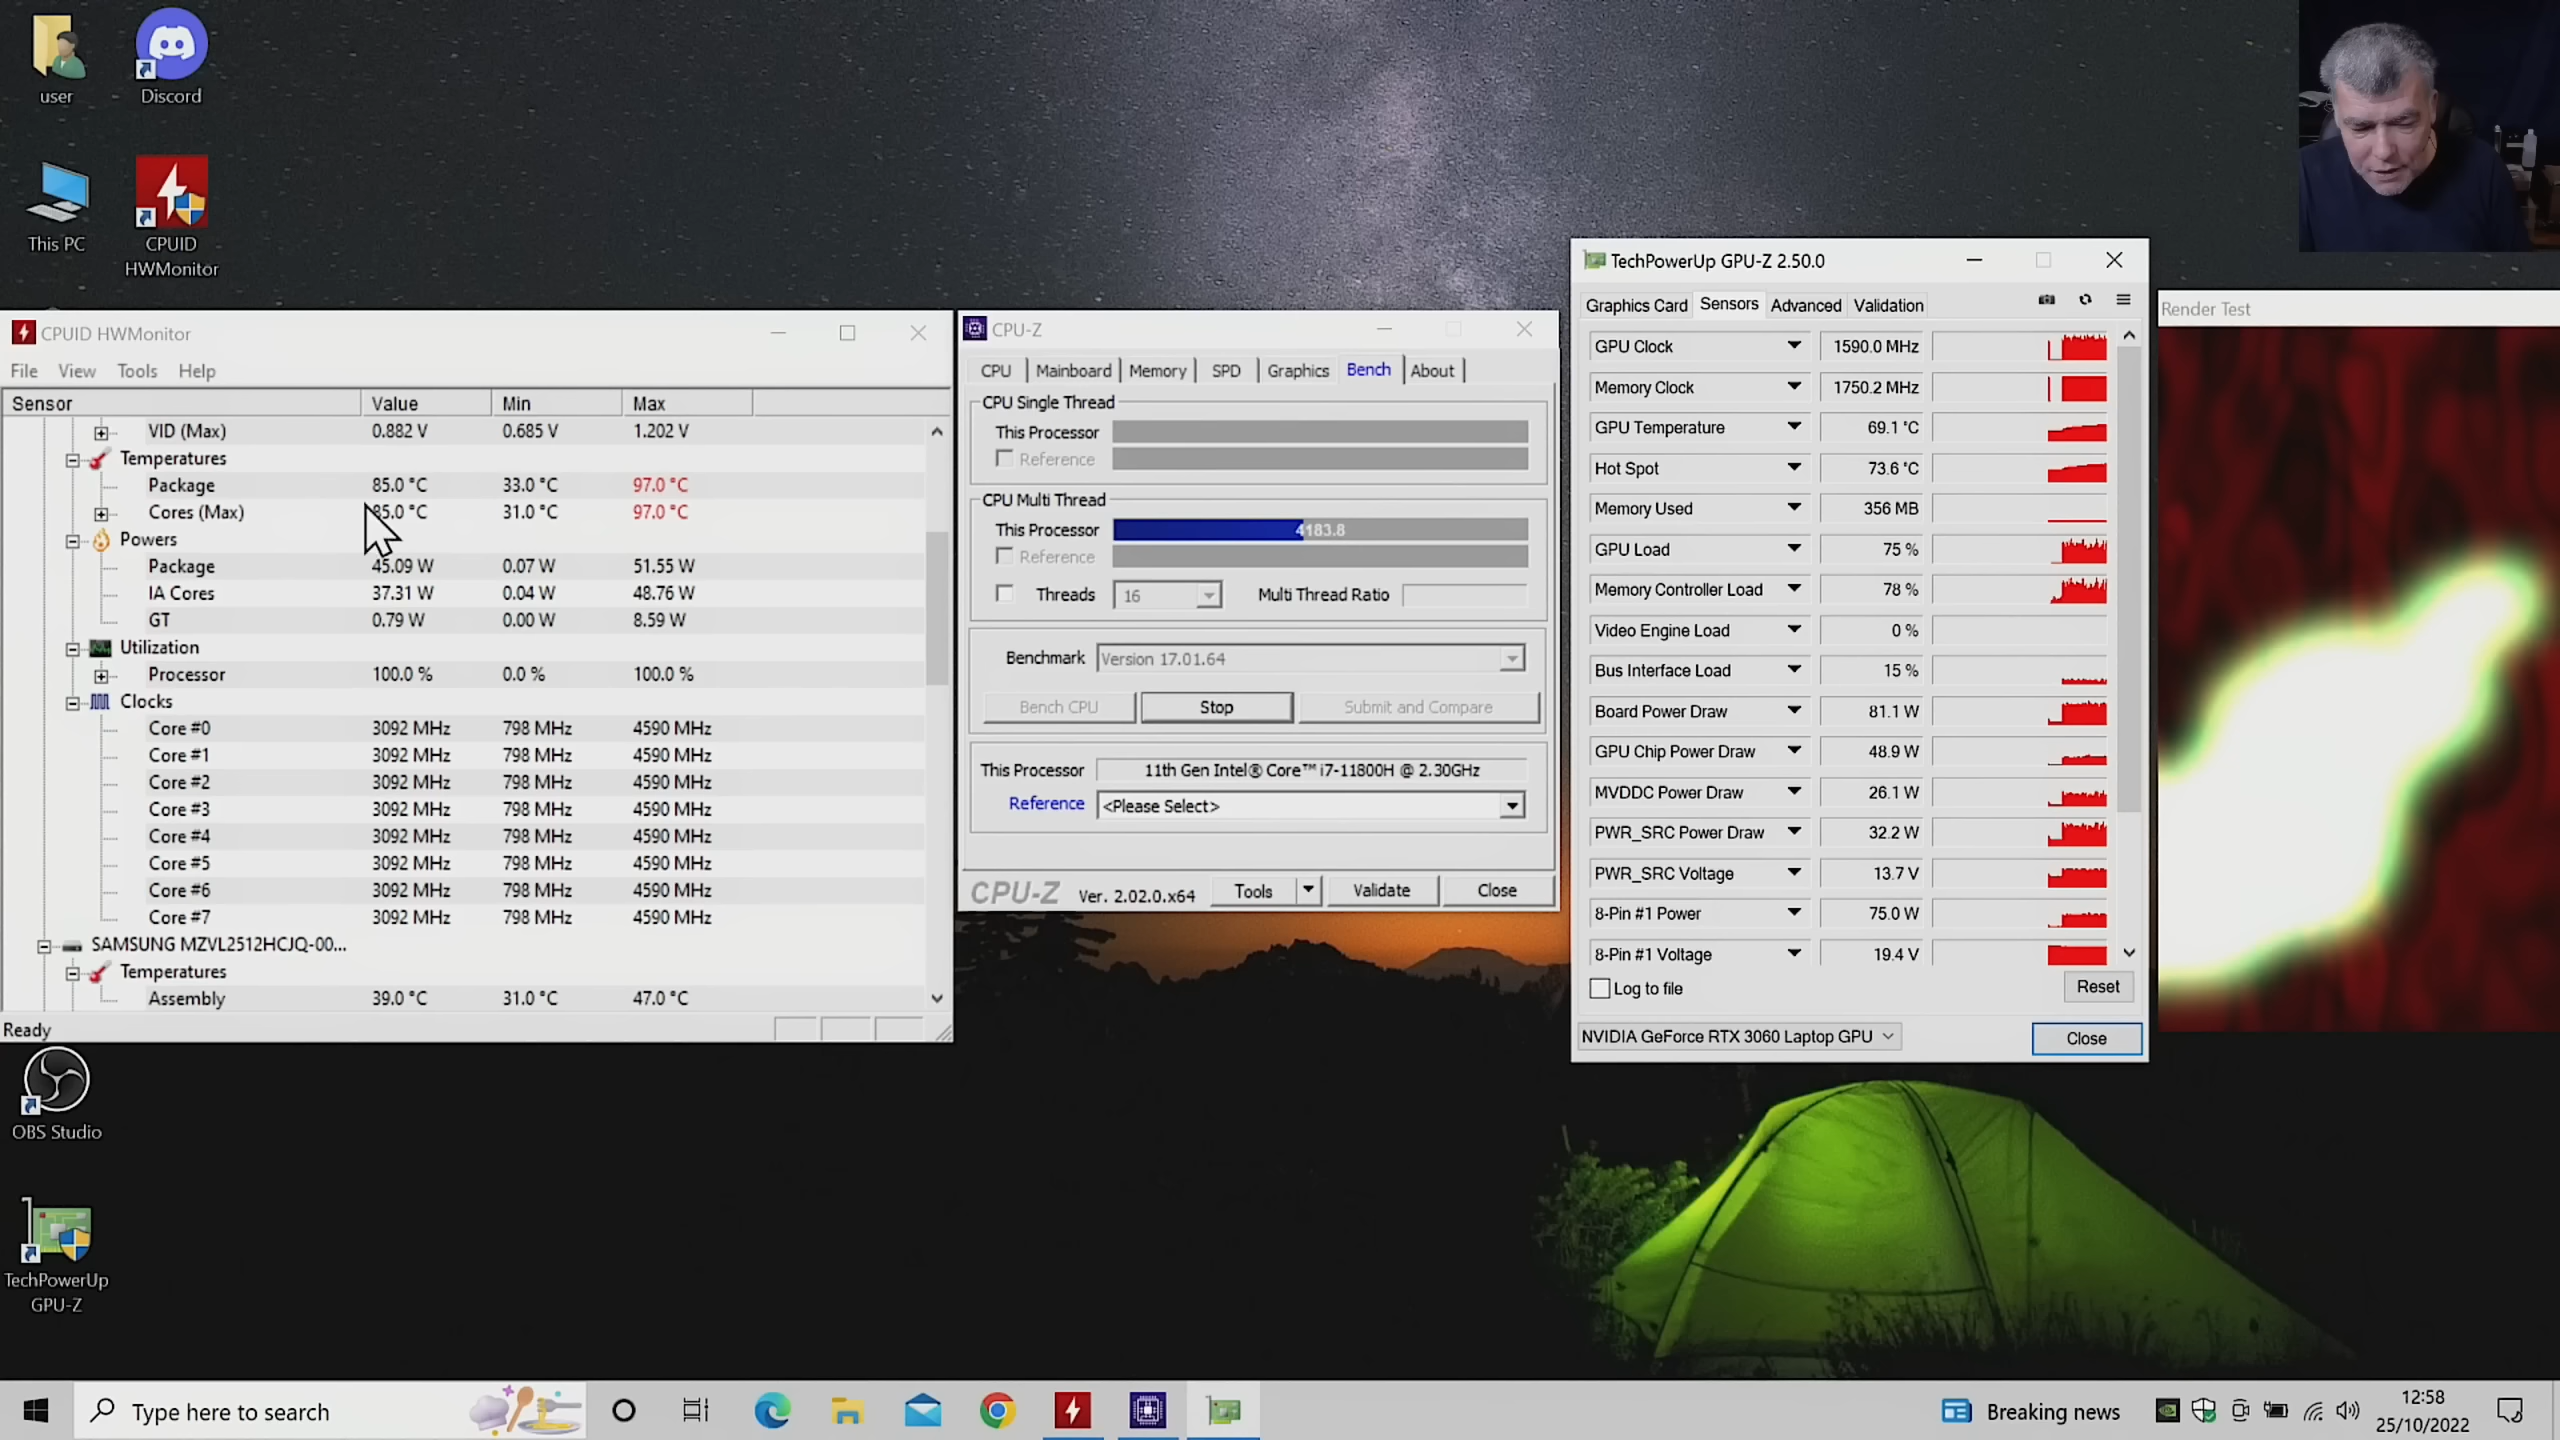 user
Discord
This PC
CPUID
HWMonitor
CPUID HWMonitor
File View Tools Help
Sensor Value Min Max
VID (Max) 0.882 V 0.685 V 1.202 V
Temperatures
Package 85.0 °C 33.0 °C 97.0 °C
Cores (Max) 85.0 °C 31.0 °C 97.0 °C
Powers
Package 45.09 W 0.07 W 51.55 W
IA Cores 37.31 W 0.04 W 48.76 W
GT 0.79 W 0.00 W 8.59 W
Utilization
Processor 100.0 % 0.0 % 100.0 %
Clocks
Core #0 3092 MHz 798 MHz 4590 MHz
Core #1 3092 MHz 798 MHz 4590 MHz
Core #2 3092 MHz 798 MHz 4590 MHz
Core #3 3092 MHz 798 MHz 4590 MHz
Core #4 3092 MHz 798 MHz 4590 MHz
Core #5 3092 MHz 798 MHz 4590 MHz
Core #6 3092 MHz 798 MHz 4590 MHz
Core #7 3092 MHz 798 MHz 4590 MHz
SAMSUNG MZVL2512HCJQ-00...
Temperatures
Assembly 39.0 °C 31.0 °C 47.0 °C
Ready
CPU-Z
CPU Mainboard Memory SPD Graphics Bench About
CPU Single Thread
This Processor
Reference
CPU Multi Thread
This Processor 4183.8
Reference
Threads 16 Multi Thread Ratio
Benchmark Version 17.01.64
Bench CPU Stop Submit and Compare
This Processor 11th Gen Intel® Core™ i7-11800H @ 2.30GHz
Reference <Please Select>
CPU-Z Ver. 2.02.0.x64 Tools Validate Close
TechPowerUp GPU-Z 2.50.0
Graphics Card Sensors Advanced Validation
GPU Clock 1590.0 MHz
Memory Clock 1750.2 MHz
GPU Temperature 69.1 °C
Hot Spot 73.6 °C
Memory Used 356 MB
GPU Load 75 %
Memory Controller Load 78 %
Video Engine Load 0 %
Bus Interface Load 15 %
Board Power Draw 81.1 W
GPU Chip Power Draw 48.9 W
MVDDC Power Draw 26.1 W
PWR_SRC Power Draw 32.2 W
PWR_SRC Voltage 13.7 V
8-Pin #1 Power 75.0 W
8-Pin #1 Voltage 19.4 V
Log to file Reset
NVIDIA GeForce RTX 3060 Laptop GPU Close
Render Test
OBS Studio
TechPowerUp
GPU-Z
Type here to search
Breaking news
12:58
25/10/2022